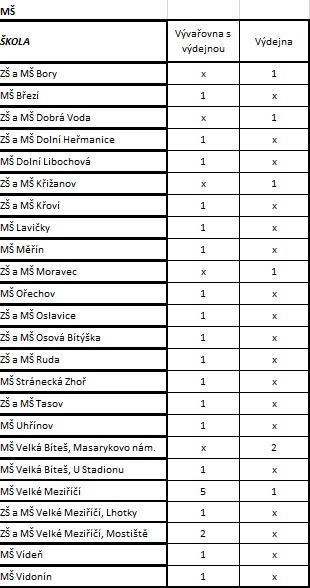 MŠ
ŠKOLA Vývařovna s výdejnou Výdejna
ZŠ a MŠ Bory x 1
MŠ Březí 1 x
ZŠ a MŠ Dobrá Voda x 1
ZŠ a MŠ Dolní Heřmanice 1 x
MŠ Dolní Libochová 1 x
ZŠ a MŠ Křižanov x 1
ZŠ a MŠ Křoví 1 x
MŠ Lavičky 1 x
MŠ Měřín 1 x
ZŠ a MŠ Moravec x 1
MŠ Ořechov 1 x
ZŠ a MŠ Oslavice 1 x
ZŠ a MŠ Osová Bítýška 1 x
ZŠ a MŠ Ruda 1 x
MŠ Stránecká Zhoř 1 x
ZŠ a MŠ Tasov 1 x
MŠ Uhřínov 1 x
MŠ Velká Bíteš, Masarykovo nám. x 2
MŠ Velká Bíteš, U Stadionu 1 x
MŠ Velké Meziříčí 5 1
ZŠ a MŠ Velké Meziříčí, Lhotky 1 x
ZŠ a MŠ Velké Meziříčí, Mostiště 2 x
MŠ Vídeň 1 x
MŠ Vidonín 1 x